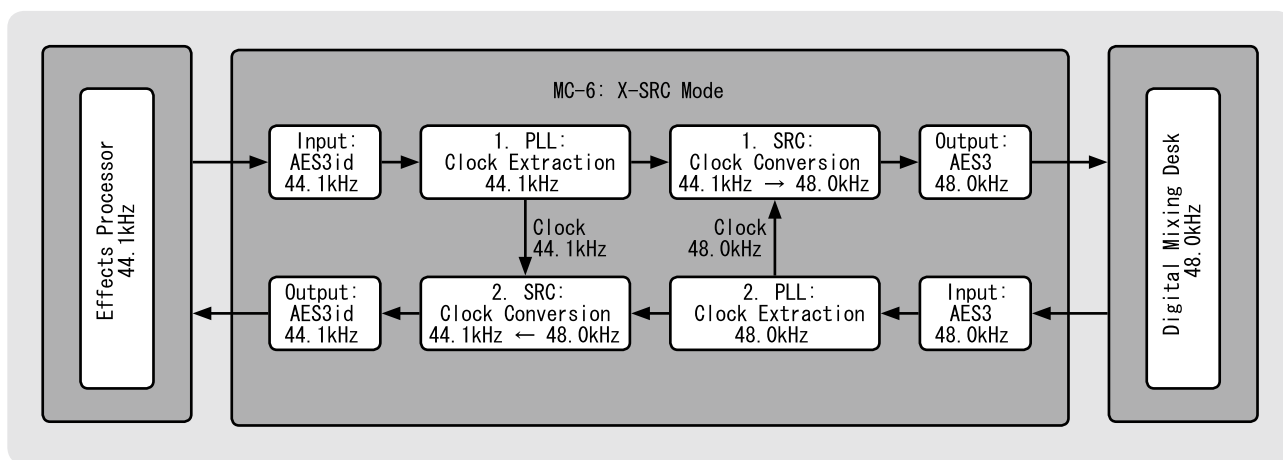 MC-6: X-SRC Mode
Effects Processor
44.1kHz
Input:
AES3id
44.1kHz
1. PLL:
Clock Extraction
44.1kHz
1. SRC:
Clock Conversion
44.1kHz → 48.0kHz
Output:
AES3
48.0kHz
Clock
44.1kHz
Clock
48.0kHz
Output:
AES3id
44.1kHz
2. SRC:
Clock Conversion
44.1kHz ← 48.0kHz
2. PLL:
Clock Extraction
48.0kHz
Input:
AES3
48.0kHz
Digital Mixing Desk
48.0kHz